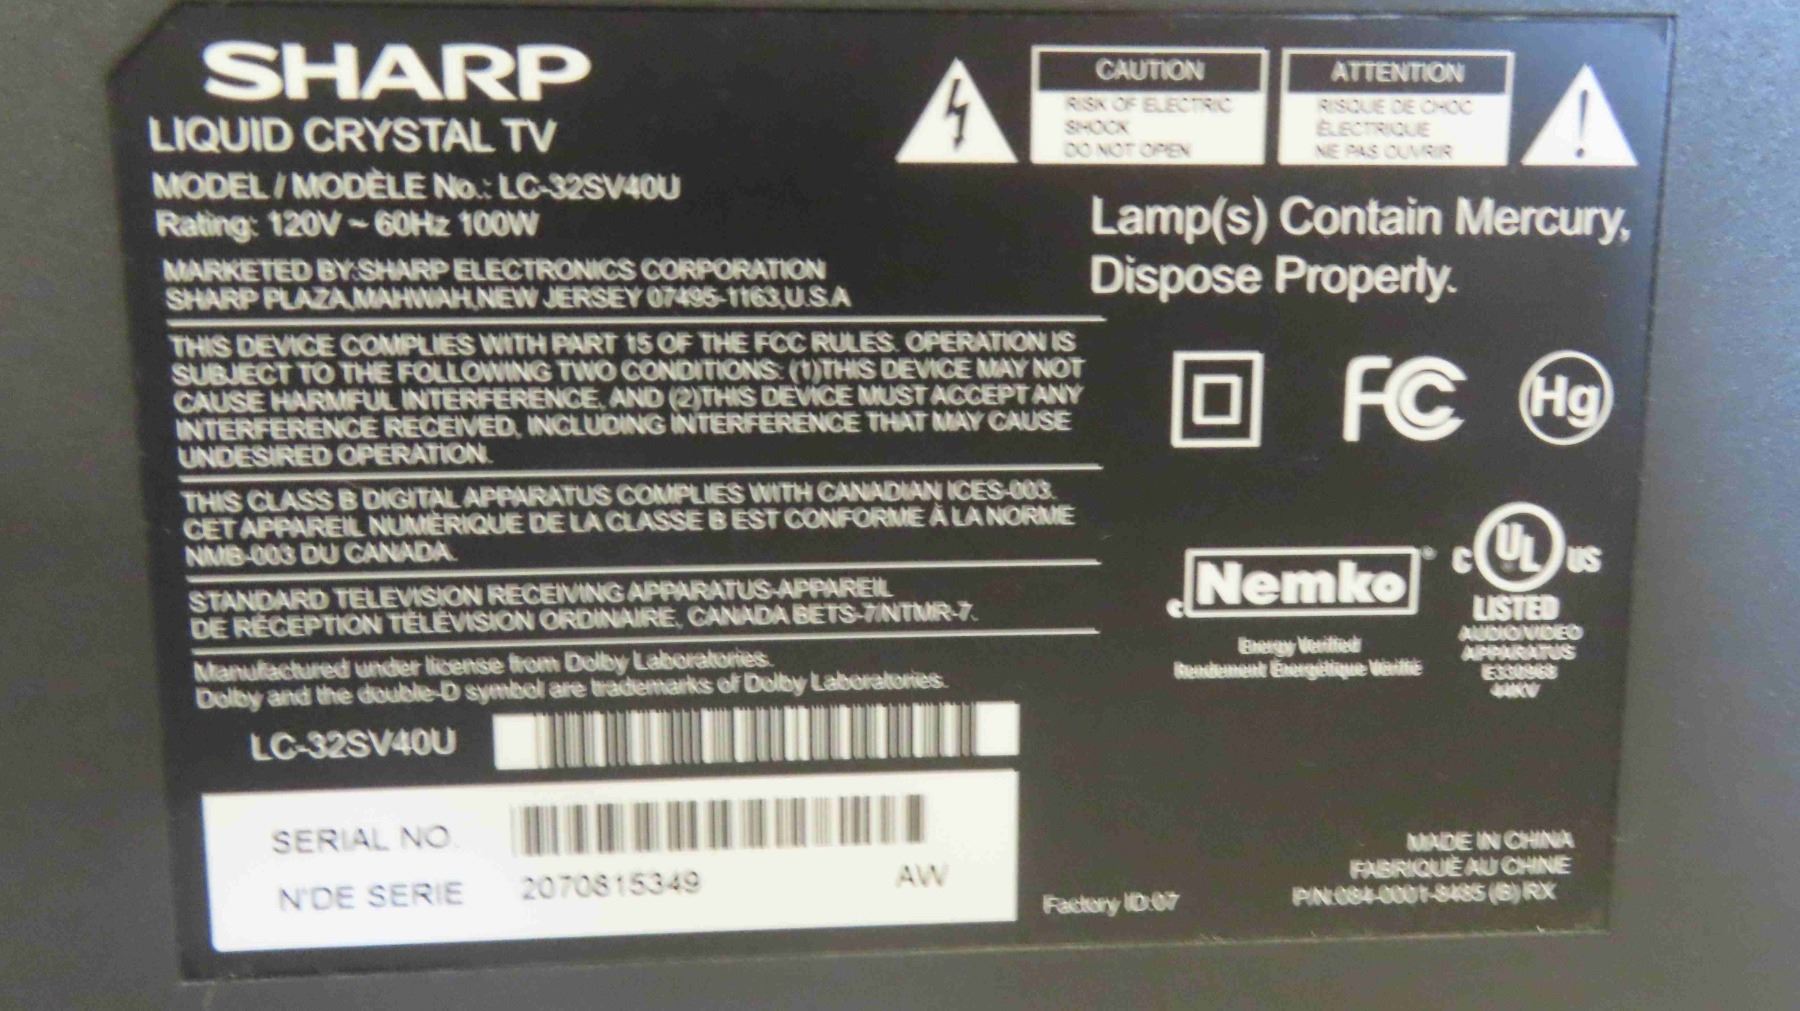 SHARP
LIQUID CRYSTAL TV
MODEL / MODÈLE No.: LC-32SV40U
Rating: 120V ~ 60Hz 100W
MARKETED BY:SHARP ELECTRONICS CORPORATION
SHARP PLAZA,MAHWAH,NEW JERSEY 07495-1163,U.S.A
THIS DEVICE COMPLIES WITH PART 15 OF THE FCC RULES. OPERATION IS
SUBJECT TO THE FOLLOWING TWO CONDITIONS: (1)THIS DEVICE MAY NOT
CAUSE HARMFUL INTERFERENCE, AND (2)THIS DEVICE MUST ACCEPT ANY
INTERFERENCE RECEIVED, INCLUDING INTERFERENCE THAT MAY CAUSE
UNDESIRED OPERATION.
THIS CLASS B DIGITAL APPARATUS COMPLIES WITH CANADIAN ICES-003.
CET APPAREIL NUMÉRIQUE DE LA CLASSE B EST CONFORME À LA NORME
NMB-003 DU CANADA.
STANDARD TELEVISION RECEIVING APPARATUS-APPAREIL
DE RÉCEPTION TÉLÉVISION ORDINAIRE, CANADA BETS-7/NTMR-7.
Manufactured under license from Dolby Laboratories.
Dolby and the double-D symbol are trademarks of Dolby Laboratories.
LC-32SV40U
SERIAL NO.
N'DE SERIE
2070815349 AW
CAUTION
RISK OF ELECTRIC
SHOCK
DO NOT OPEN
ATTENTION
RISQUE DE CHOC
ÉLECTRIQUE
NE PAS OUVRIR
!
Lamp(s) Contain Mercury,
Dispose Properly.
FC
Hg
c Nemko ®
Energy Verified
Rendement Énergétique Vérifié
c UL US
LISTED
AUDIO/VIDEO
APPARATUS
E330968
44KV
MADE IN CHINA
FABRIQUÉ AU CHINE
P/N:084-0001-8485 (B) RX
Factory ID:07